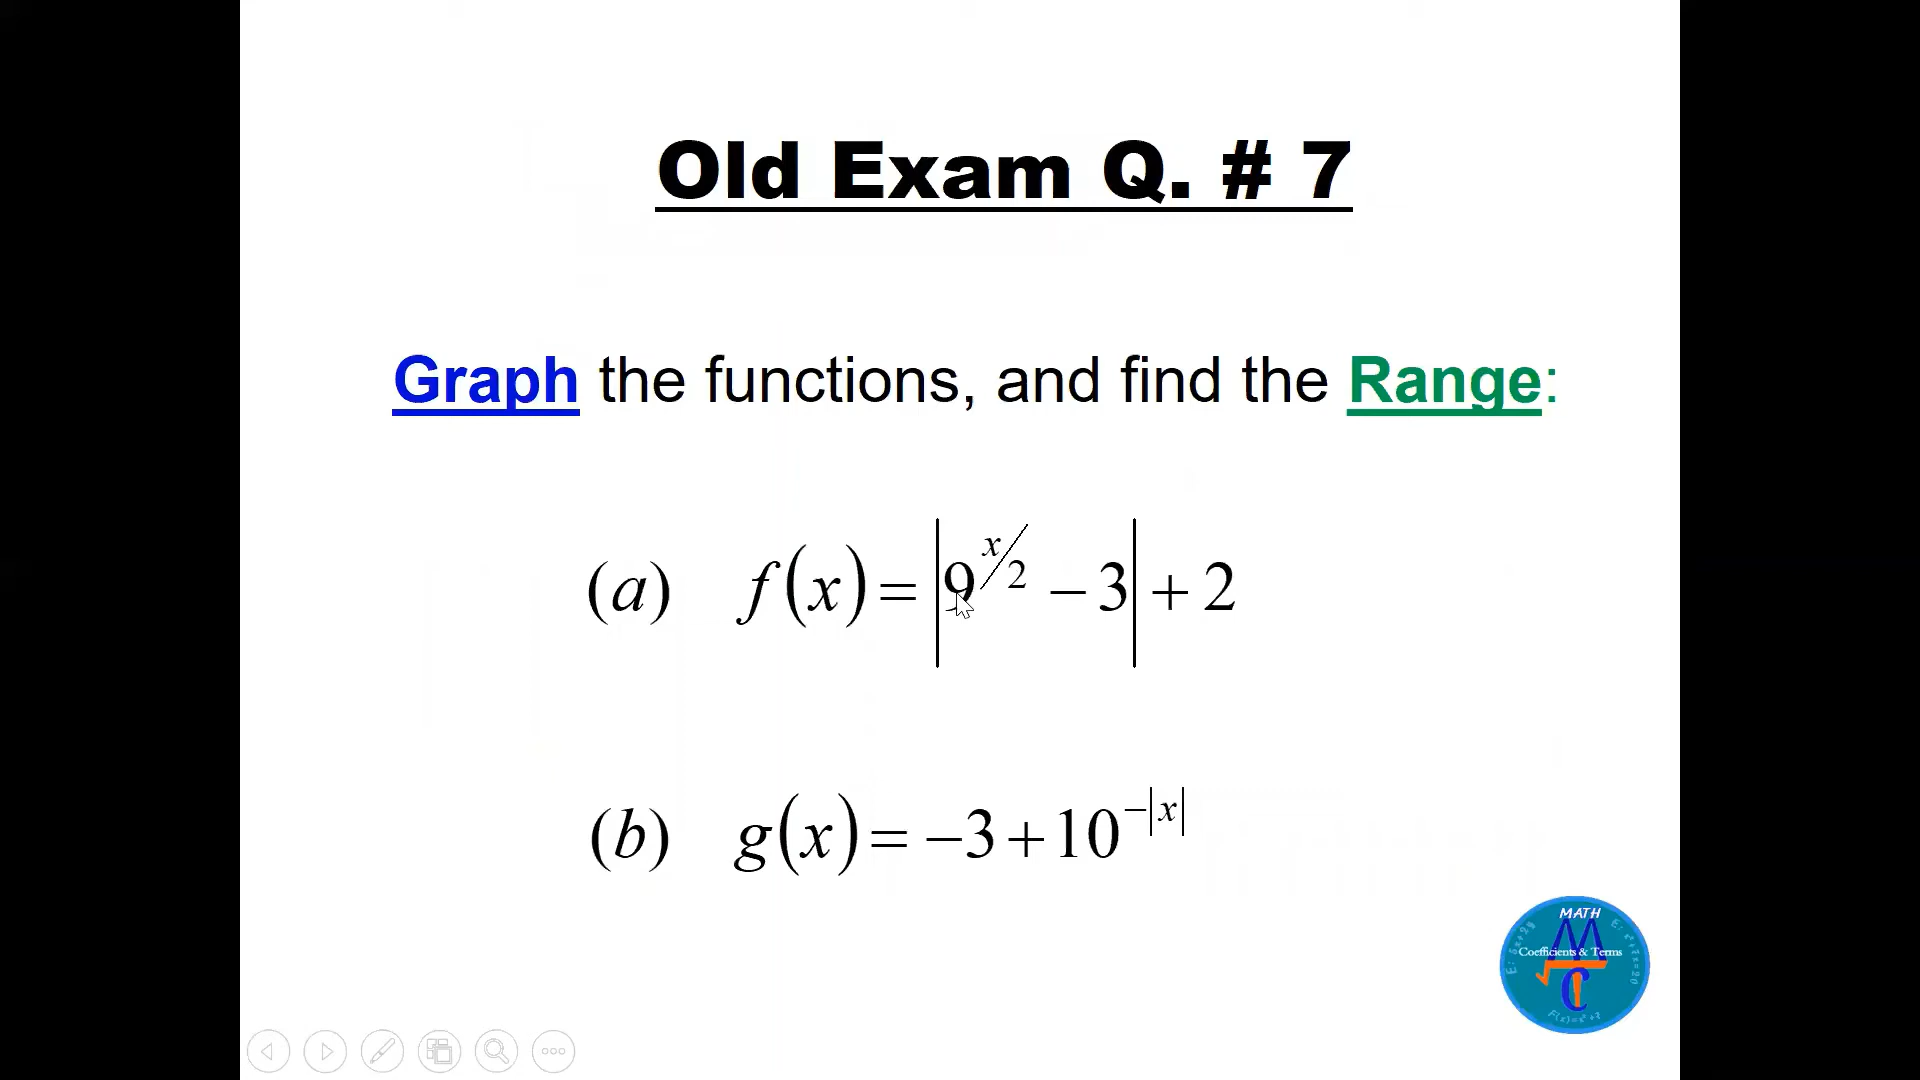 Old Exam Q. # 7
Graph the functions, and find the Range:
(a) f(x) = |9^{x/2} − 3| + 2
(b) g(x) = −3 + 10^{−|x|}
MATH
Coefficients & Terms